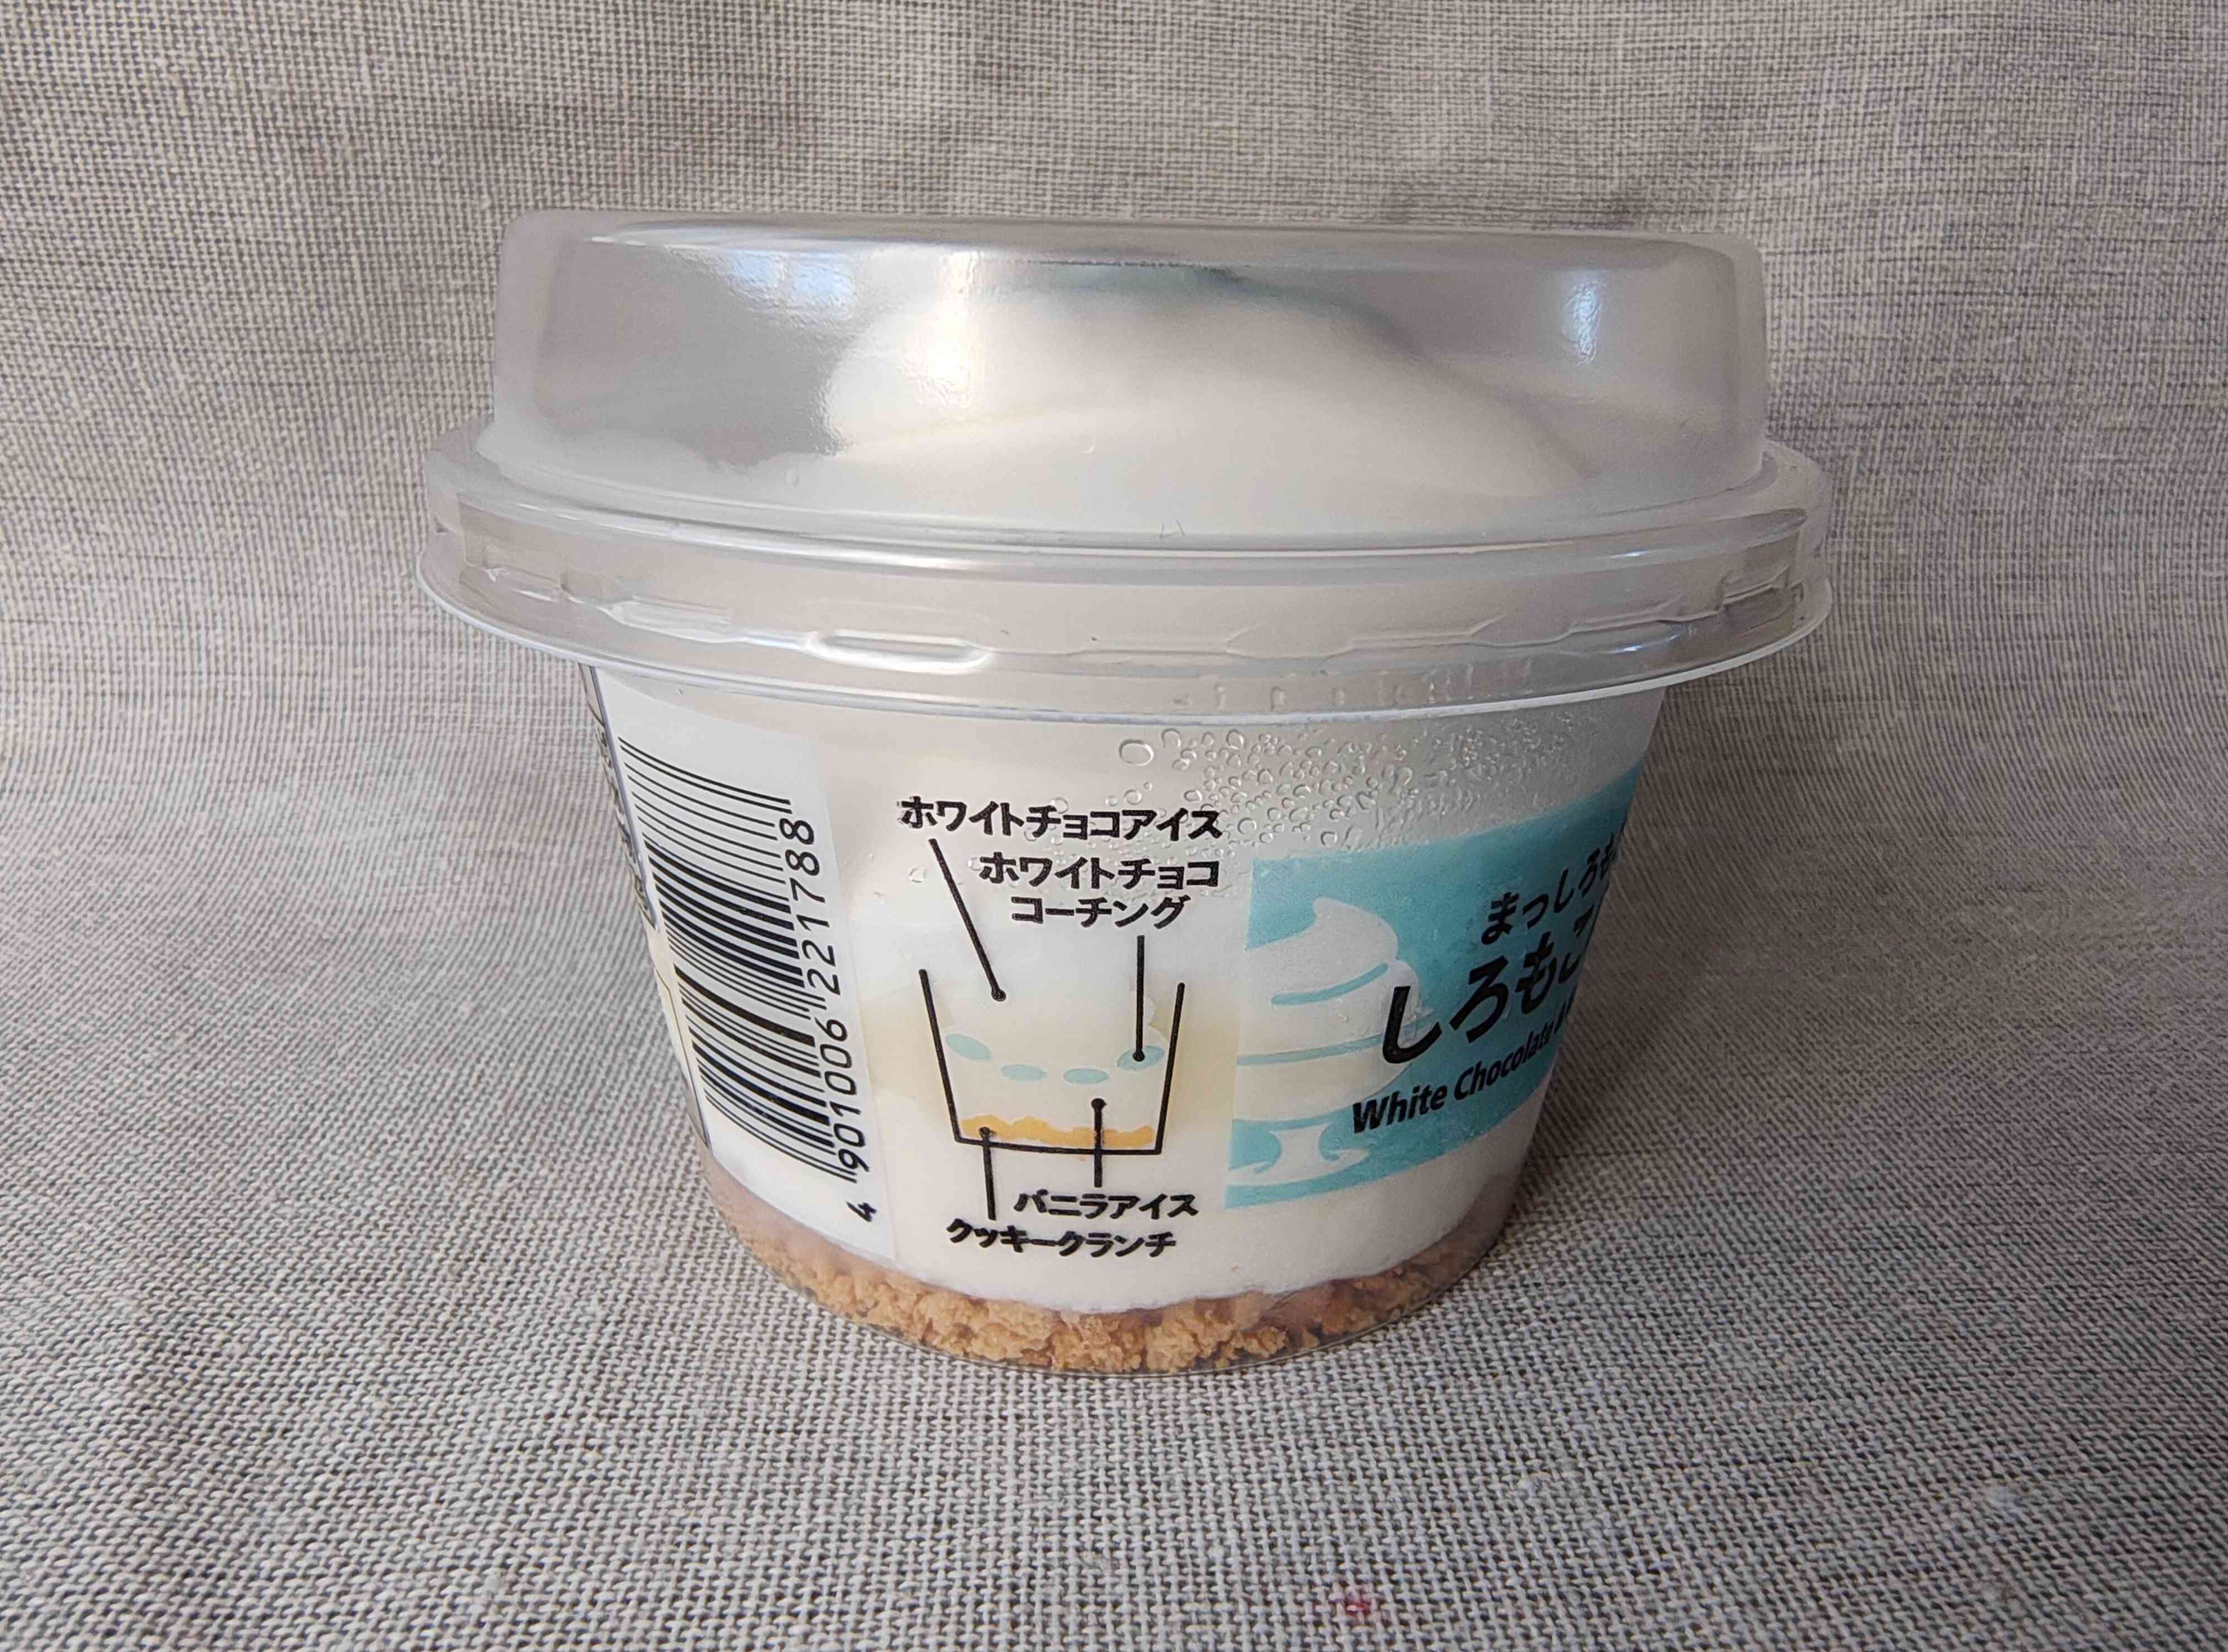 4 901006 221788
ホワイトチョコアイス
ホワイトチョコ
コーチング
バニラアイス
クッキークランチ
まっしろ
しろもこ
White Chocolate